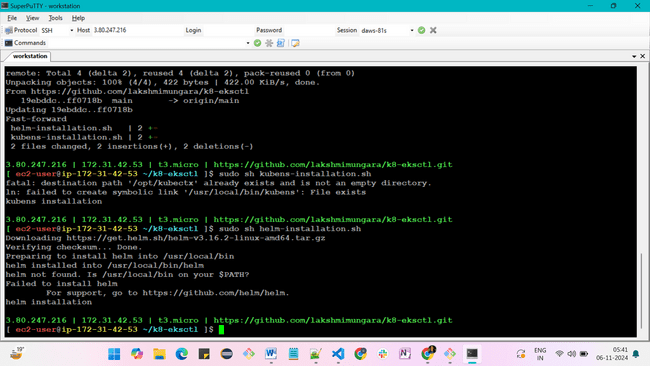 SuperPuTTY - workstation
File View Tools Help
Protocol SSH Host 3.80.247.216 Login Password Session daws-81s
Commands
workstation
remote: Total 4 (delta 2), reused 4 (delta 2), pack-reused 0 (from 0)
Unpacking objects: 100% (4/4), 422 bytes | 422.00 KiB/s, done.
From https://github.com/lakshmimungara/k8-eksctl
19ebddc..ff0718b main -> origin/main
Updating 19ebddc..ff0718b
Fast-forward
helm-installation.sh | 2 +-
kubens-installation.sh | 2 +-
2 files changed, 2 insertions(+), 2 deletions(-)
3.80.247.216 | 172.31.42.53 | t3.micro | https://github.com/lakshmimungara/k8-eksctl.git
[ ec2-user@ip-172-31-42-53 ~/k8-eksctl ]$ sudo sh kubens-installation.sh
fatal: destination path '/opt/kubectx' already exists and is not an empty directory.
ln: failed to create symbolic link '/usr/local/bin/kubens': File exists
kubens installation
3.80.247.216 | 172.31.42.53 | t3.micro | https://github.com/lakshmimungara/k8-eksctl.git
[ ec2-user@ip-172-31-42-53 ~/k8-eksctl ]$ sudo sh helm-installation.sh
Downloading https://get.helm.sh/helm-v3.16.2-linux-amd64.tar.gz
Verifying checksum... Done.
Preparing to install helm into /usr/local/bin
helm installed into /usr/local/bin/helm
helm not found. Is /usr/local/bin on your $PATH?
Failed to install helm
For support, go to https://github.com/helm/helm.
helm installation
3.80.247.216 | 172.31.42.53 | t3.micro | https://github.com/lakshmimungara/k8-eksctl.git
[ ec2-user@ip-172-31-42-53 ~/k8-eksctl ]$
19°
ENG
IN
05:41
06-11-2024